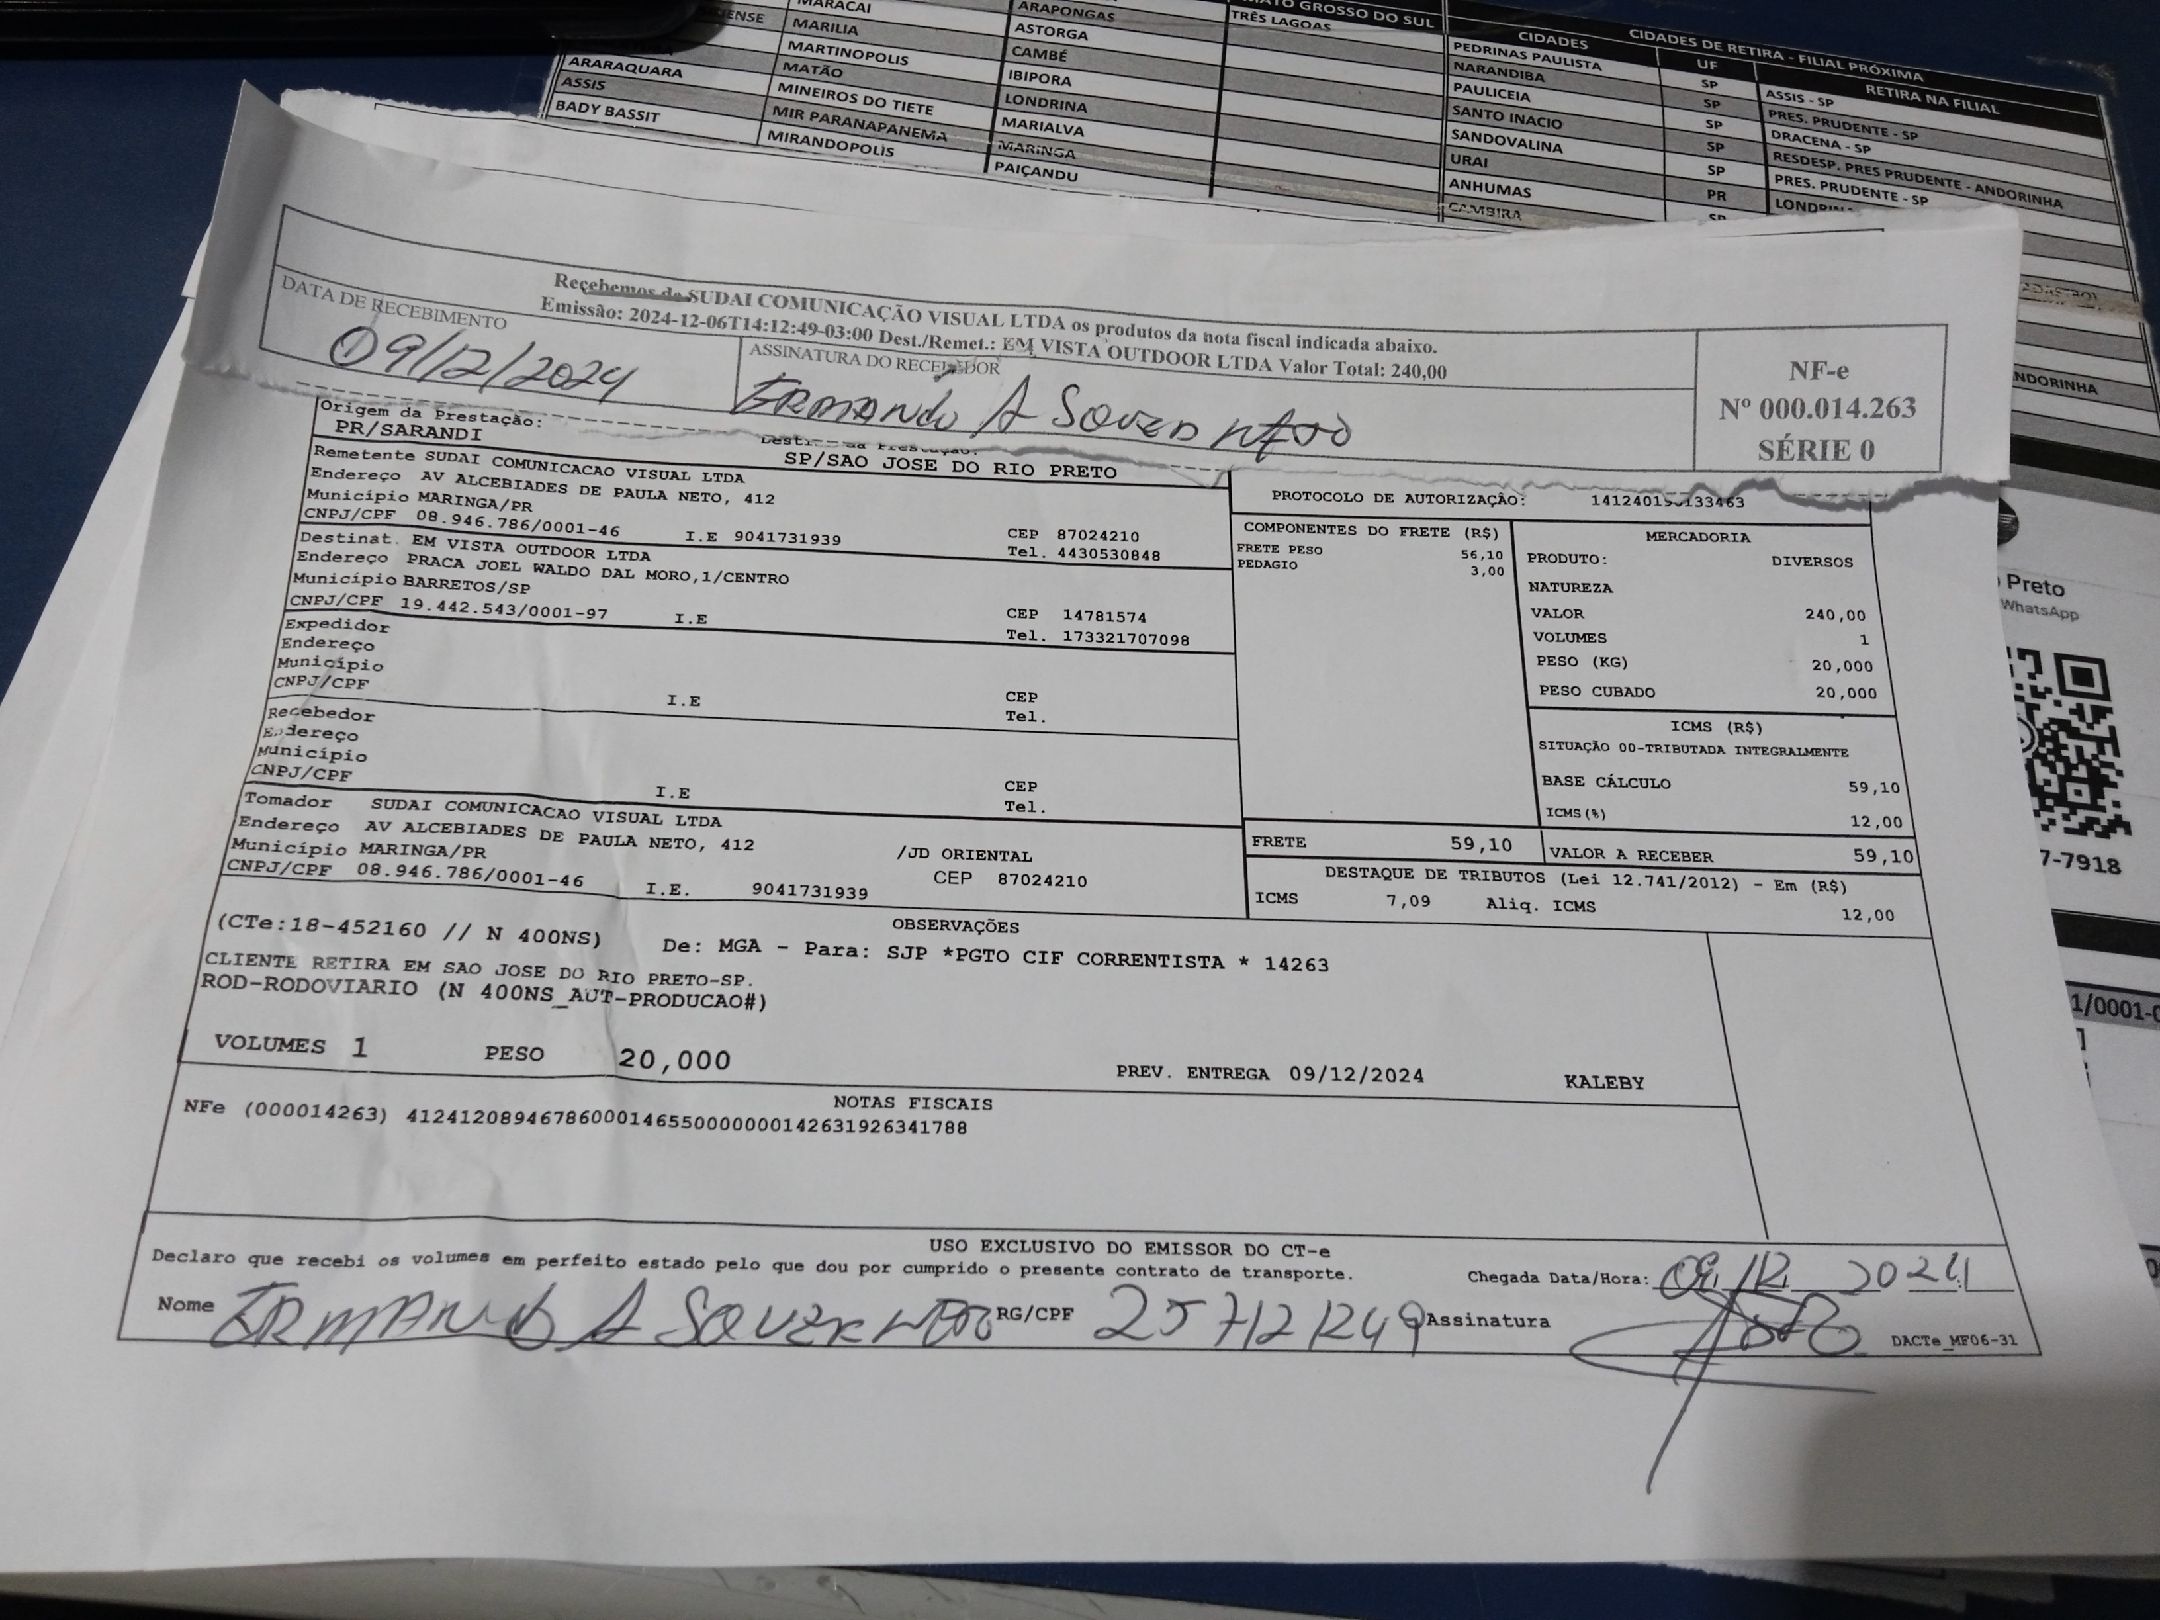 MARACAI
ARAPONGAS
MATO GROSSO DO SUL
MARILIA
ASTORGA
TRÊS LAGOAS
CIDADES DE RETIRA - FILIAL PRÓXIMA
MARTINOPOLIS
CAMBÉ
CIDADES
UF
RETIRA NA FILIAL
ARARAQUARA
MATÃO
IBIPORA
PEDRINAS PAULISTA
SP
ASSIS - SP
ASSIS
MINEIROS DO TIETE
LONDRINA
NARANDIBA
SP
PRES. PRUDENTE - SP
BADY BASSIT
MIR PARANAPANEMA
MARIALVA
PAULICEIA
SP
DRACENA - SP
MIRANDOPOLIS
MARINGA
SANTO INACIO
SP
RESDESP. PRES PRUDENTE - ANDORINHA
PAIÇANDU
SANDOVALINA
SP
PRES. PRUDENTE - SP
URAI
PR
ANHUMAS
CAMBIRA
Recebemos de SUDAI COMUNICAÇÃO VISUAL LTDA os produtos da nota fiscal indicada abaixo.
Emissão: 2024-12-06T14:12:49-03:00 Dest./Remet.: EM VISTA OUTDOOR LTDA Valor Total: 240,00
DATA DE RECEBIMENTO
09/12/2024
ASSINATURA DO RECEBEDOR
NF-e
Nº 000.014.263
SÉRIE 0
Origem da Prestação:
PR/SARANDI
SP/SAO JOSE DO RIO PRETO
Remetente SUDAI COMUNICACAO VISUAL LTDA
Endereço AV ALCEBIADES DE PAULA NETO, 412
Município MARINGA/PR
CEP 87024210
CNPJ/CPF 08.946.786/0001-46
I.E 9041731939
Tel. 4430530848
Destinat. EM VISTA OUTDOOR LTDA
Endereço PRACA JOEL WALDO DAL MORO,1/CENTRO
Município BARRETOS/SP
CEP 14781574
CNPJ/CPF 19.442.543/0001-97
I.E
Tel. 173321707098
Expedidor
Endereço
Município
CEP
CNPJ/CPF
I.E
Tel.
Recebedor
Endereço
Município
CEP
CNPJ/CPF
I.E
Tel.
Tomador SUDAI COMUNICACAO VISUAL LTDA
Endereço AV ALCEBIADES DE PAULA NETO, 412
/JD ORIENTAL
Município MARINGA/PR
CEP 87024210
CNPJ/CPF 08.946.786/0001-46
I.E. 9041731939
PROTOCOLO DE AUTORIZAÇÃO:
COMPONENTES DO FRETE (R$)
FRETE PESO 56,10
PEDAGIO 3,00
MERCADORIA
PRODUTO: DIVERSOS
NATUREZA
VALOR 240,00
VOLUMES 1
PESO (KG) 20,000
PESO CUBADO 20,000
ICMS (R$)
SITUAÇÃO 00-TRIBUTADA INTEGRALMENTE
BASE CÁLCULO 59,10
ICMS(%) 12,00
FRETE 59,10
VALOR A RECEBER 59,10
DESTAQUE DE TRIBUTOS (Lei 12.741/2012) - Em (R$)
ICMS 7,09 Aliq. ICMS 12,00
OBSERVAÇÕES
(CTe:18-452160 // N 400NS) De: MGA - Para: SJP *PGTO CIF CORRENTISTA * 14263
CLIENTE RETIRA EM SAO JOSE DO RIO PRETO-SP.
ROD-RODOVIARIO (N 400NS_AUT-PRODUCAO#)
VOLUMES 1 PESO 20,000
PREV. ENTREGA 09/12/2024
KALEBY
NOTAS FISCAIS
NFe (000014263) 41241208946786000146550000000142631926341788
USO EXCLUSIVO DO EMISSOR DO CT-e
Declaro que recebi os volumes em perfeito estado pelo que dou por cumprido o presente contrato de transporte.
Chegada Data/Hora: 09/12 2024
Nome
RG/CPF
Assinatura
DACTe_MF06-31
Preto
WhatsApp
7-7918
1/0001-
NDORINHA